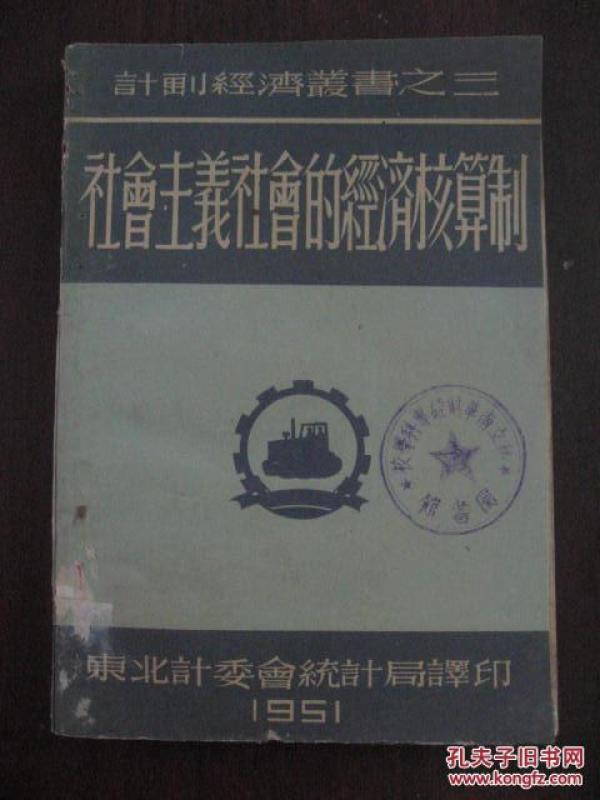 計劃經濟叢書之三
社會主義社會的經濟核算制
東北計委會統計局譯印
1951
孔夫子旧书网
www.kongfz.com